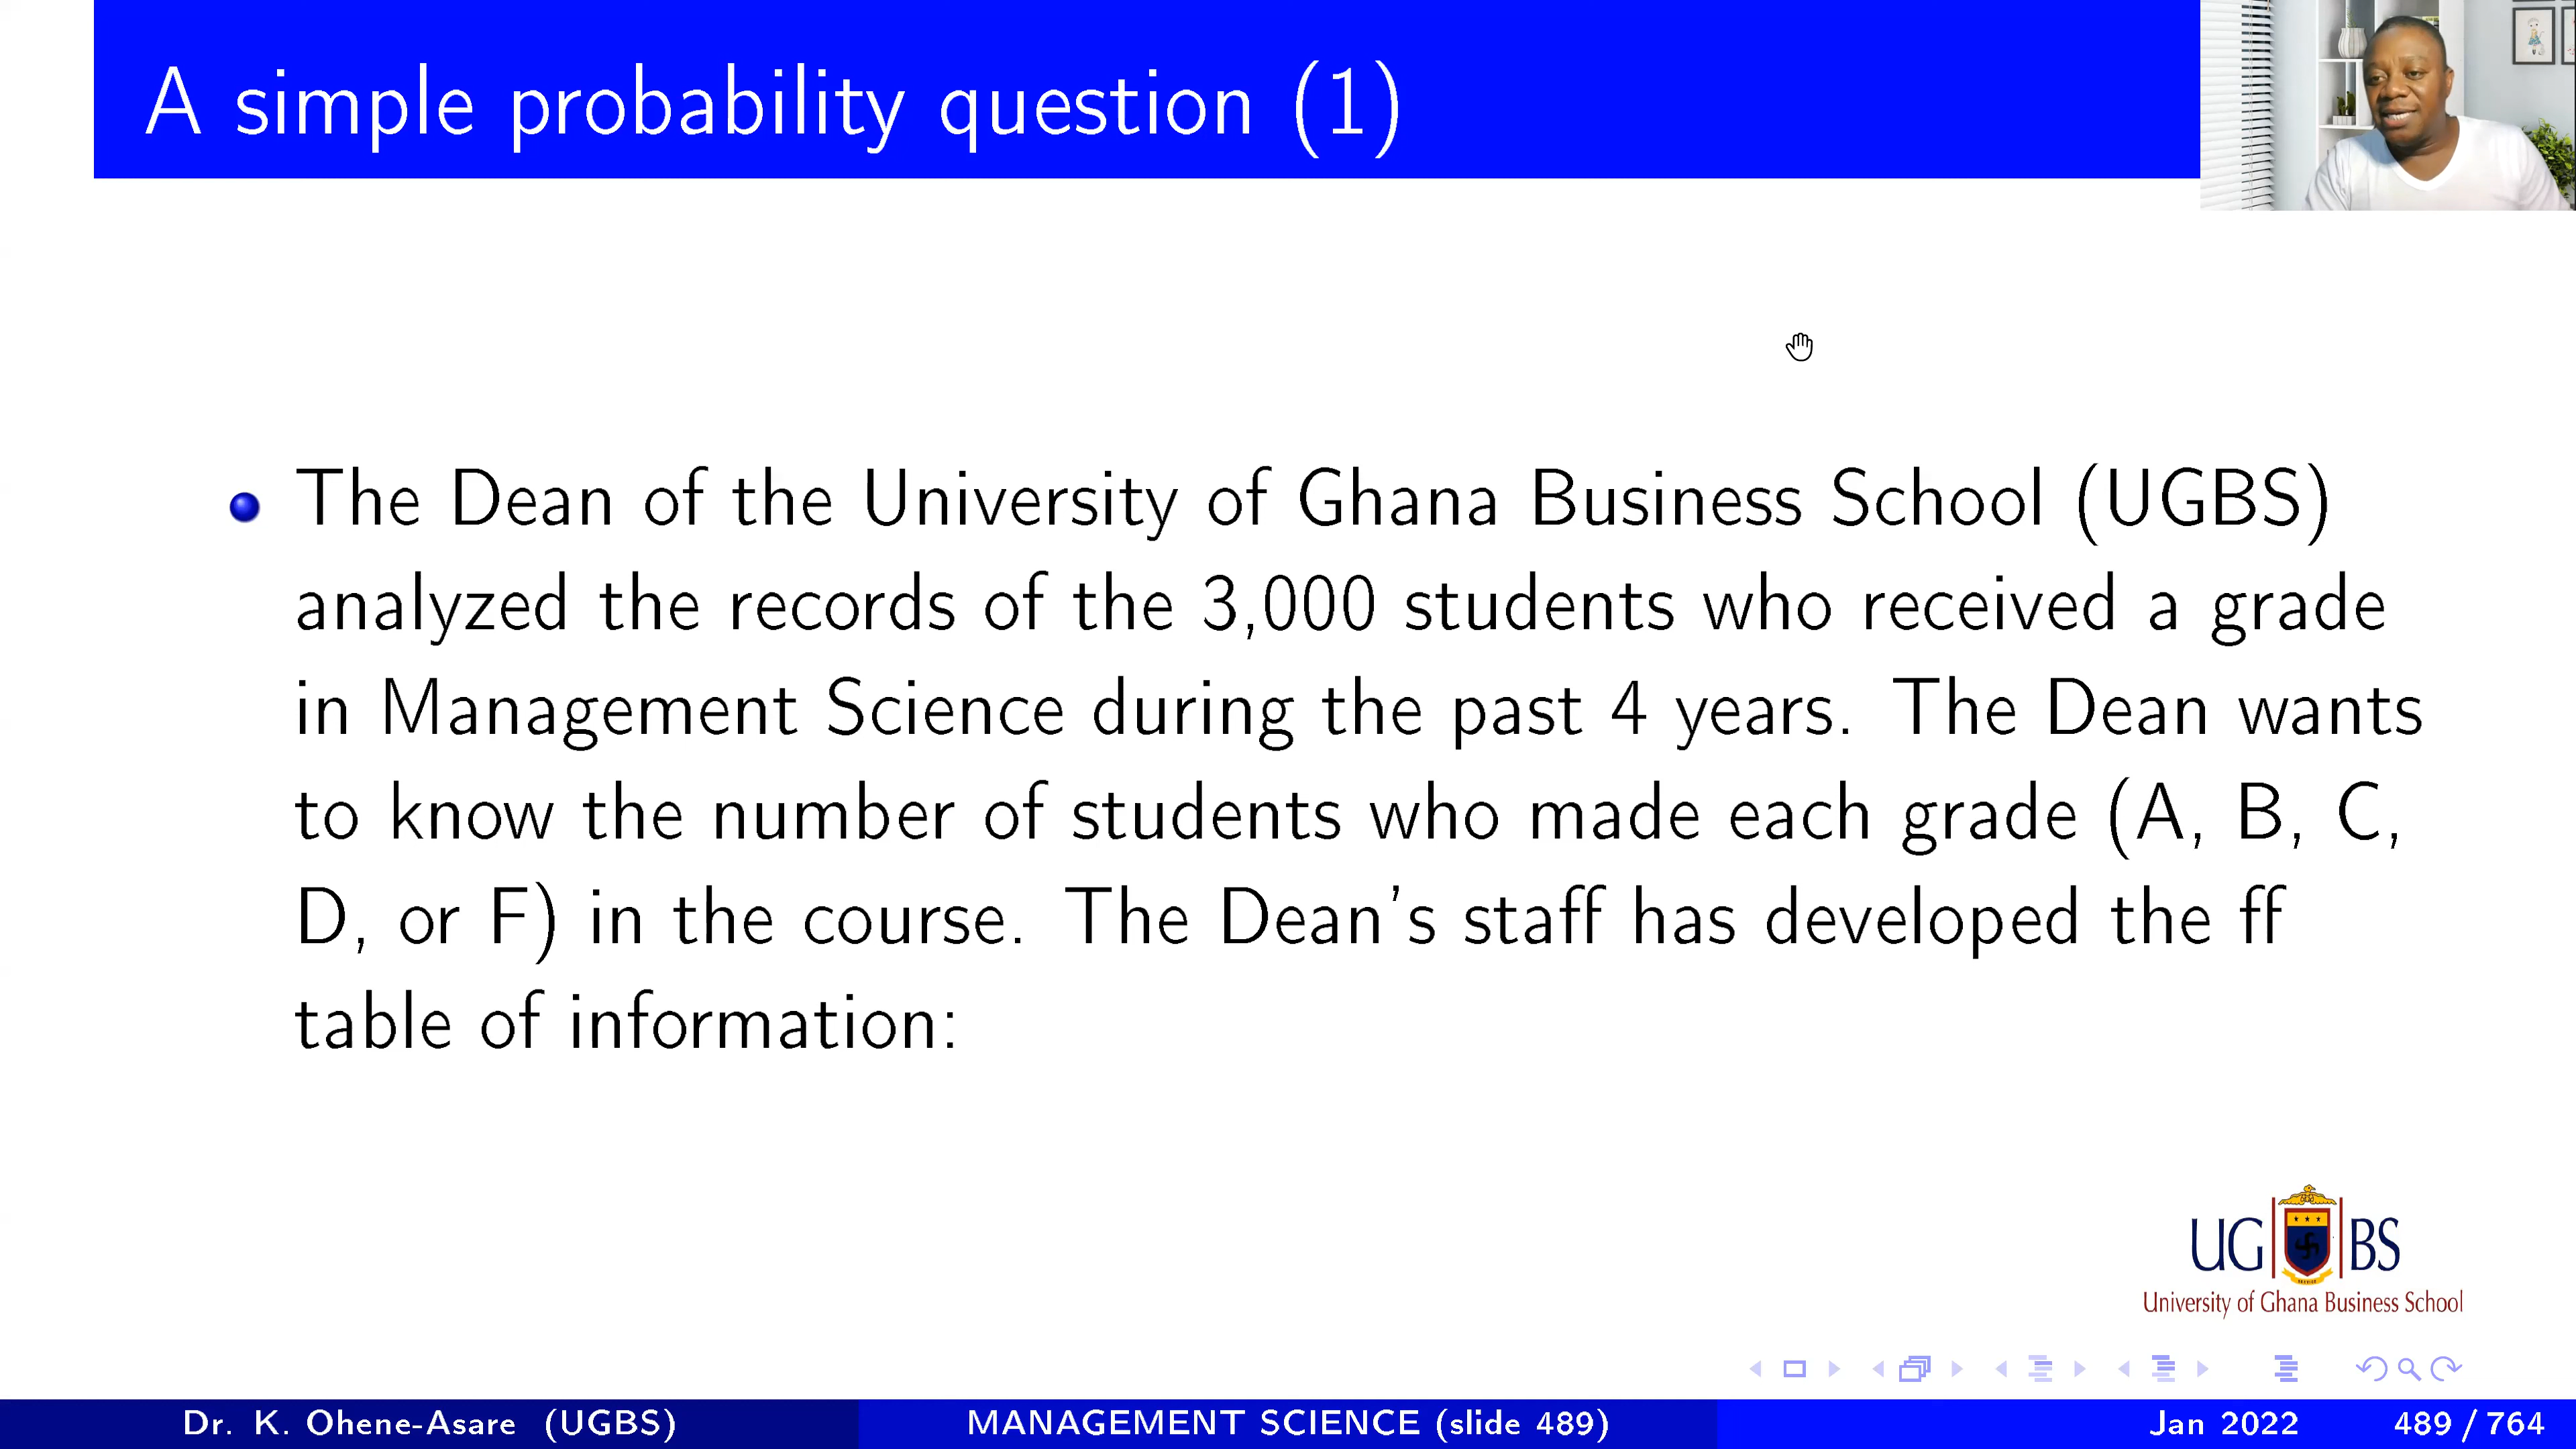 A simple probability question (1)
The Dean of the University of Ghana Business School (UGBS)
analyzed the records of the 3,000 students who received a grade
in Management Science during the past 4 years. The Dean wants
to know the number of students who made each grade (A, B, C,
D, or F) in the course. The Dean's staff has developed the ff
table of information:
UG BS
University of Ghana Business School
Dr. K. Ohene-Asare (UGBS) MANAGEMENT SCIENCE (slide 489) Jan 2022 489 / 764